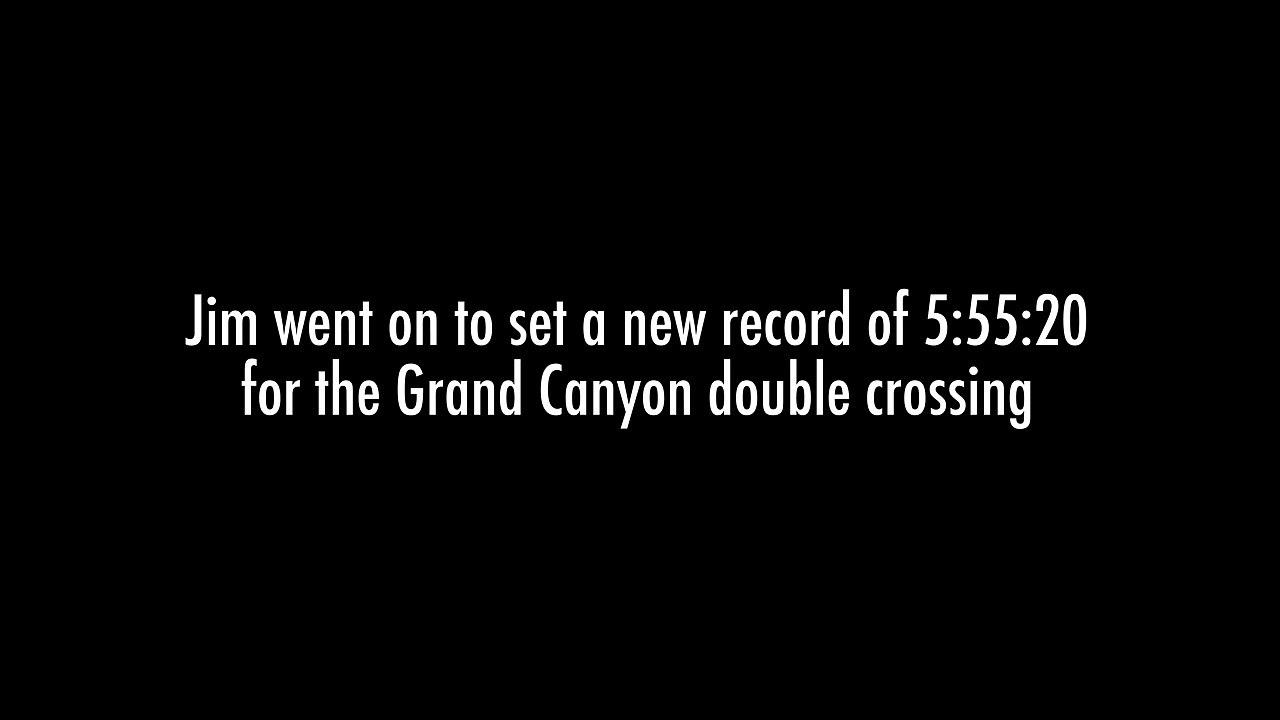 Jim went on to set a new record of 5:55:20
for the Grand Canyon double crossing